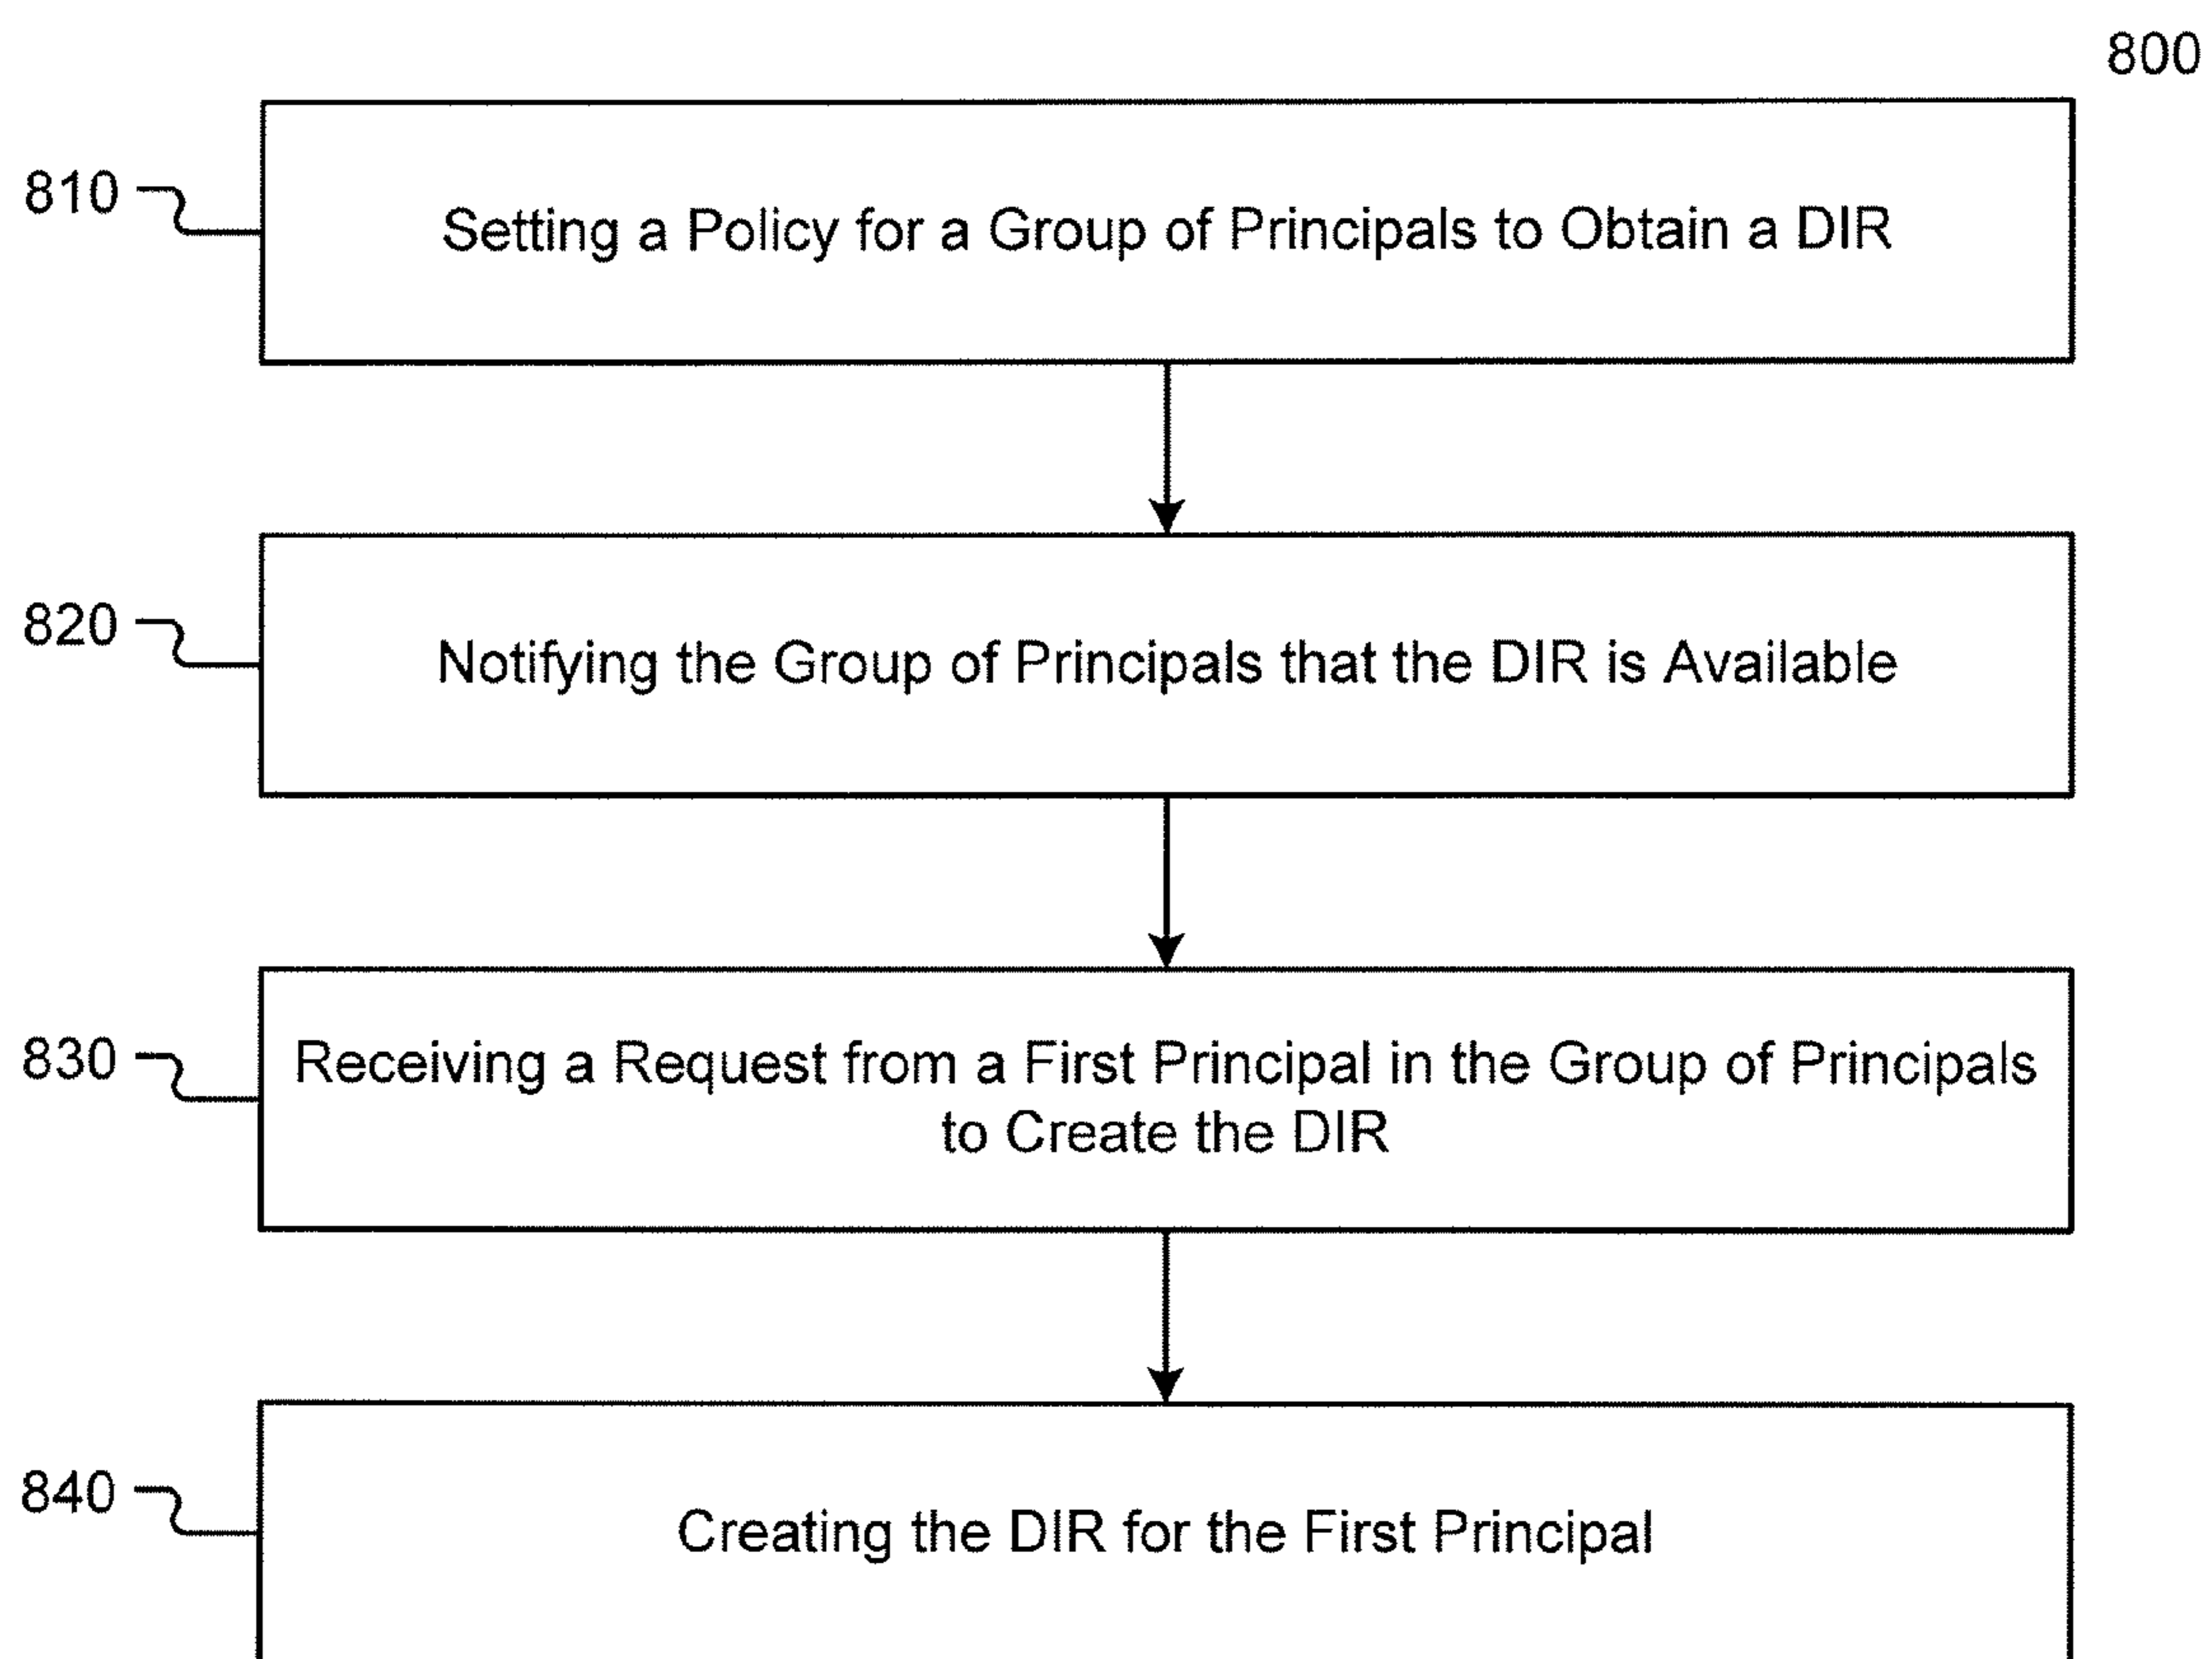 800
810
Setting a Policy for a Group of Principals to Obtain a DIR
820
Notifying the Group of Principals that the DIR is Available
830
Receiving a Request from a First Principal in the Group of Principals
to Create the DIR
840
Creating the DIR for the First Principal